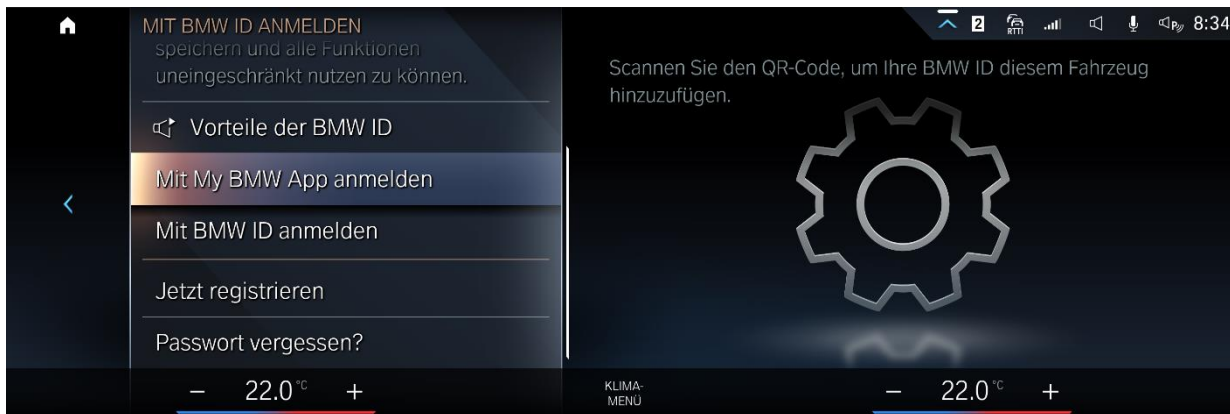 MIT BMW ID ANMELDEN
speichern und alle Funktionen
uneingeschränkt nutzen zu können.
Vorteile der BMW ID
Mit My BMW App anmelden
Mit BMW ID anmelden
Jetzt registrieren
Passwort vergessen?
2
RTTI
P
8:34
Scannen Sie den QR-Code, um Ihre BMW ID diesem Fahrzeug
hinzuzufügen.
– 22.0 °C +
KLIMA-
MENÜ
– 22.0 °C +